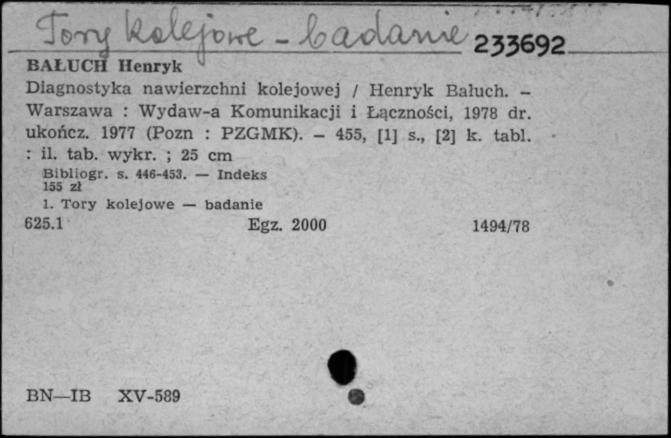 Tory kolejowe – badanie 233692
BAŁUCH Henryk
Diagnostyka nawierzchni kolejowej / Henryk Bałuch. –
Warszawa : Wydaw-a Komunikacji i Łączności, 1978 dr.
ukończ. 1977 (Pozn : PZGMK). – 455, [1] s., [2] k. tabl.
: il. tab. wykr. ; 25 cm
Bibliogr. s. 446-453. — Indeks
155 zł
1. Tory kolejowe — badanie
625.1 Egz. 2000 1494/78
BN—IB XV-589